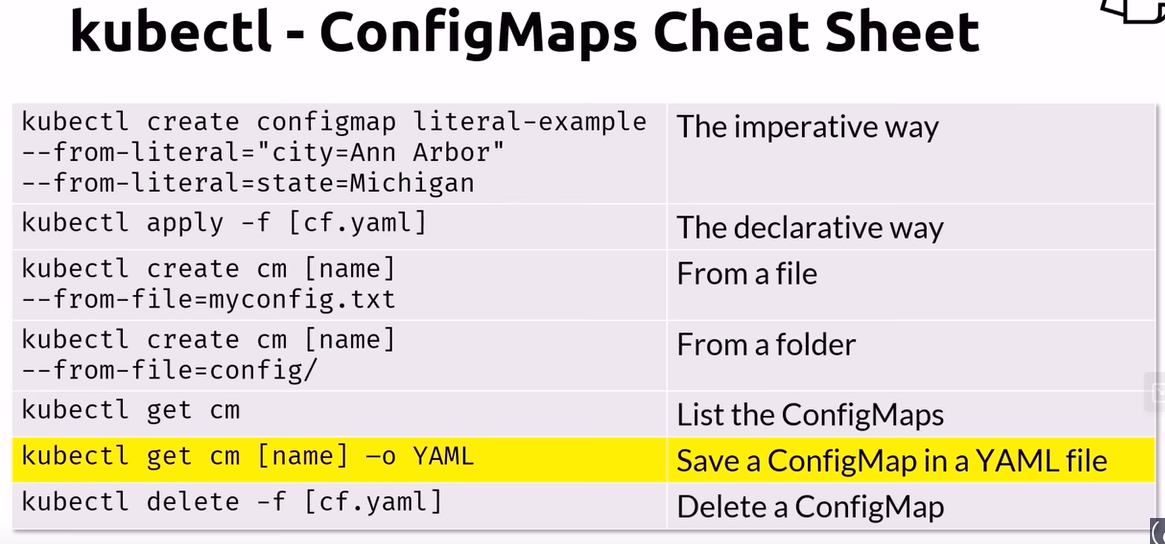 kubectl - ConfigMaps Cheat Sheet
kubectl create configmap literal-example
--from-literal="city=Ann Arbor"
--from-literal=state=Michigan
The imperative way
kubectl apply -f [cf.yaml]
The declarative way
kubectl create cm [name]
--from-file=myconfig.txt
From a file
kubectl create cm [name]
--from-file=config/
From a folder
kubectl get cm
List the ConfigMaps
kubectl get cm [name] –o YAML
Save a ConfigMap in a YAML file
kubectl delete -f [cf.yaml]
Delete a ConfigMap